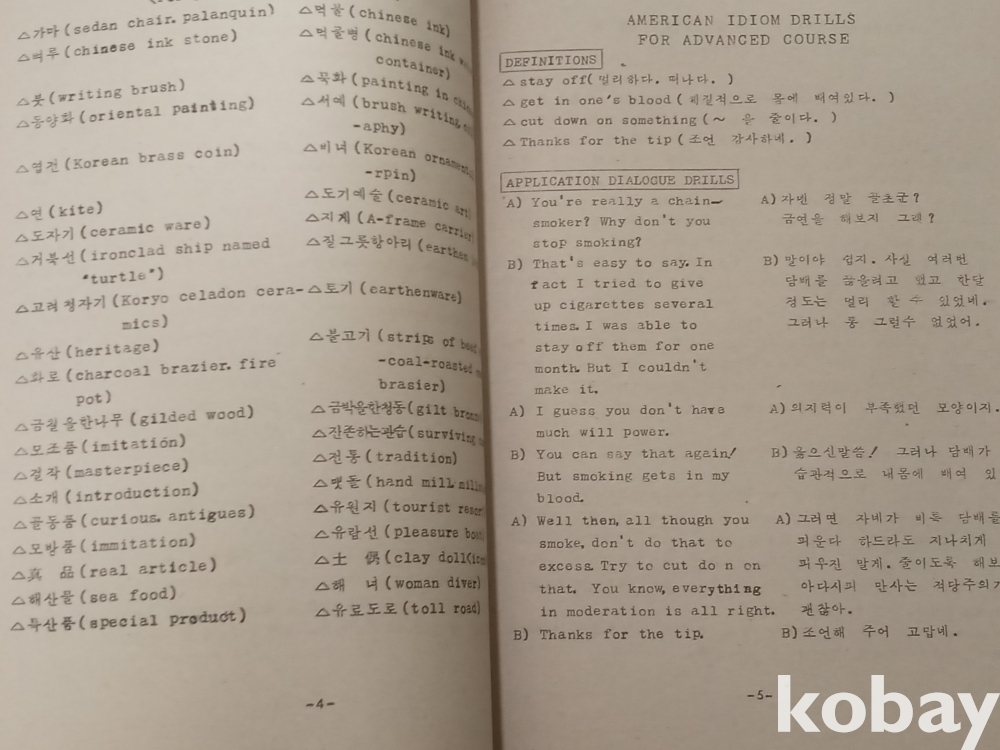 △가마(sedan chair. palanquin)
△벼루(chinese ink stone)
△붓(writing brush)
△동양화(oriental painting)
△엽전(Korean brass coin)
△연(kite)
△도자기(ceramic ware)
△거북선(ironclad ship named
"turtle")
△고려청자기(Koryo celadon cera-
mics)
△유산(heritage)
△화로(charcoal brazier. fire
pot)
△금칠을한나무(gilded wood)
△모조품(imitation)
△걸작(masterpiece)
△소개(introduction)
△골동품(curious. antigues)
△모방품(immitation)
△真 品(real article)
△해산물(sea food)
△특산품(special product)
△먹물(chinese ink)
△먹물병(chinese ink
container)
△묵화(painting in
△서예(brush writing.
-aphy)
△비녀(Korean
-rpin)
△도기예술(ceramic art)
△지게(A-frame carrier)
△질그릇항아리(earthen
△토기(earthenware)
△불고기(strips of beef
-coal-roasted
brasier)
△금박을한청동(gilt
△잔존하는관습(surviving
△전통(tradition)
△맷돌(hand mill.
△유원지(tourist
△유람선(pleasure
△土 偶(clay doll
△해 녀(woman diver)
△유료도로(toll road)
-4-
AMERICAN IDIOM DRILLS
FOR ADVANCED COURSE
DEFINITIONS
△stay off(멀리하다. 떠나다. )
△get in one's blood(체질적으로 몸에 배여있다. )
△cut down on something(～ 을 줄이다. )
△Thanks for the tip(조언 감사하네. )
APPLICATION DIALOGUE DRILLS
A) You're really a chain-
smoker? Why don't you
stop smoking?
B) That's easy to say. In
fact I tried to give
up cigarettes several
times. I was able to
stay off them for one
month. But I couldn't
make it.
A) I guess you don't have
much will power.
B) You can say that again!
But smoking gets in my
blood.
A) Well then, all though you
smoke, don't do that to
excess. Try to cut do n on
that. You know, everything
in moderation is all right.
B) Thanks for the tip.
A)자넨 정말 골초군?
금연을 해보지 그래?
B)말이야 쉽지. 사실 여러번
담배를 끊을려고 했고 한달
정도는 멀리 할 수 있었네.
그러나 통 그럴수 없었어.
A)의지력이 부족했던 모양이지.
B)옳으신말씀! 그러나 담배가
습관적으로 내몸에 배여 있
A)그러면 자네가 비록 담배를
피운다 하드라도 지나치게
피우진 말게. 줄이도록 해보
아다시피 만사는 적당주의가
괜찮아.
B)조언해 주어 고맙네.
-5-
kobay